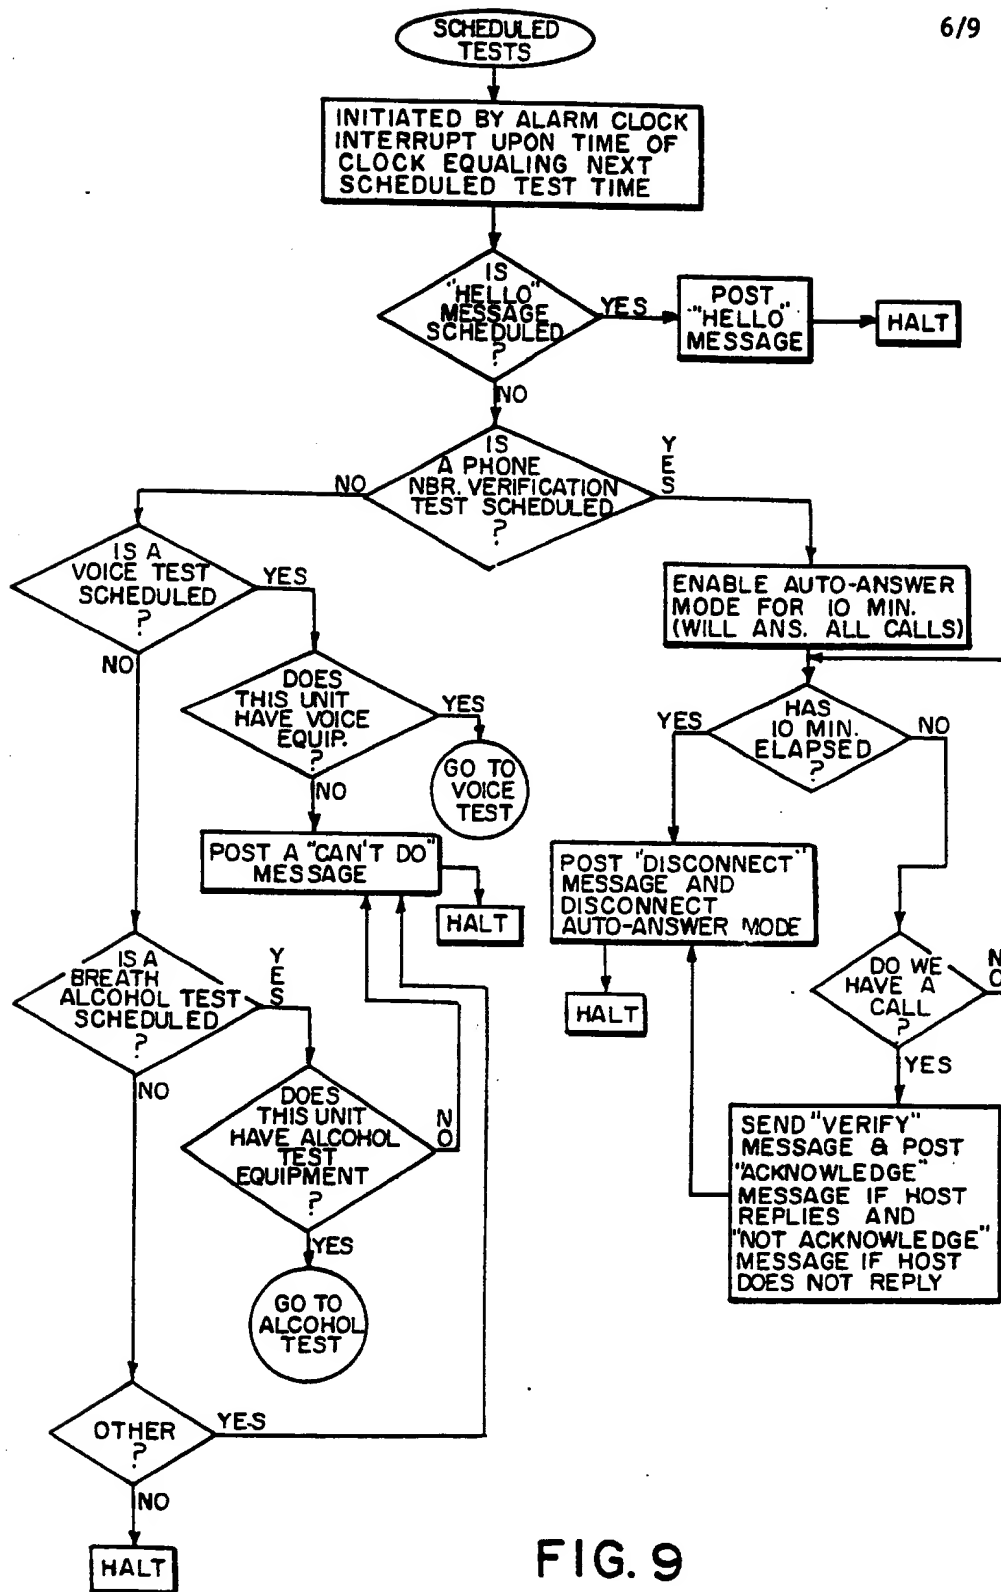 6/9
SCHEDULED
TESTS
INITIATED BY ALARM CLOCK
INTERRUPT UPON TIME OF
CLOCK EQUALING NEXT
SCHEDULED TEST TIME
IS
"HELLO"
MESSAGE
SCHEDULED
?
YES
POST
"HELLO"
MESSAGE
HALT
NO
IS
A PHONE
NBR. VERIFICATION
TEST SCHEDULED
?
NO
YES
IS A
VOICE TEST
SCHEDULED
?
YES
NO
ENABLE AUTO-ANSWER
MODE FOR 10 MIN.
(WILL ANS. ALL CALLS)
DOES
THIS UNIT
HAVE VOICE
EQUIP.
?
YES
NO
GO TO
VOICE
TEST
HAS
10 MIN.
ELAPSED
?
YES
NO
POST A "CAN'T DO"
MESSAGE
HALT
POST "DISCONNECT"
MESSAGE AND
DISCONNECT
AUTO-ANSWER MODE
HALT
DO WE
HAVE A
CALL
?
NO
YES
IS A
BREATH
ALCOHOL TEST
SCHEDULED
?
YES
NO
DOES
THIS UNIT
HAVE ALCOHOL
TEST
EQUIPMENT
?
NO
YES
SEND "VERIFY"
MESSAGE & POST
"ACKNOWLEDGE"
MESSAGE IF HOST
REPLIES AND
"NOT ACKNOWLEDGE"
MESSAGE IF HOST
DOES NOT REPLY
GO TO
ALCOHOL
TEST
OTHER
?
YES
NO
HALT
FIG. 9